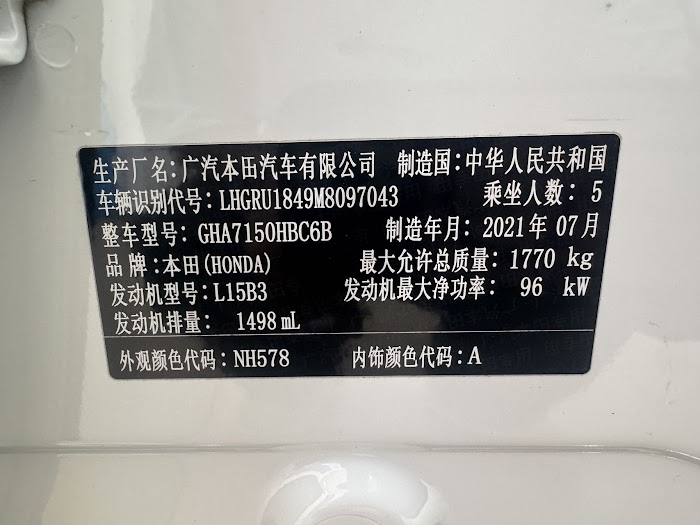 生产厂名：广汽本田汽车有限公司 制造国：中华人民共和国
车辆识别代号：LHGRU1849M8097043 乘坐人数：5
整车型号：GHA7150HBC6B 制造年月：2021年07月
品牌：本田(HONDA) 最大允许总质量：1770 kg
发动机型号：L15B3 发动机最大净功率：96 kW
发动机排量：1498mL
外观颜色代码：NH578 内饰颜色代码：A